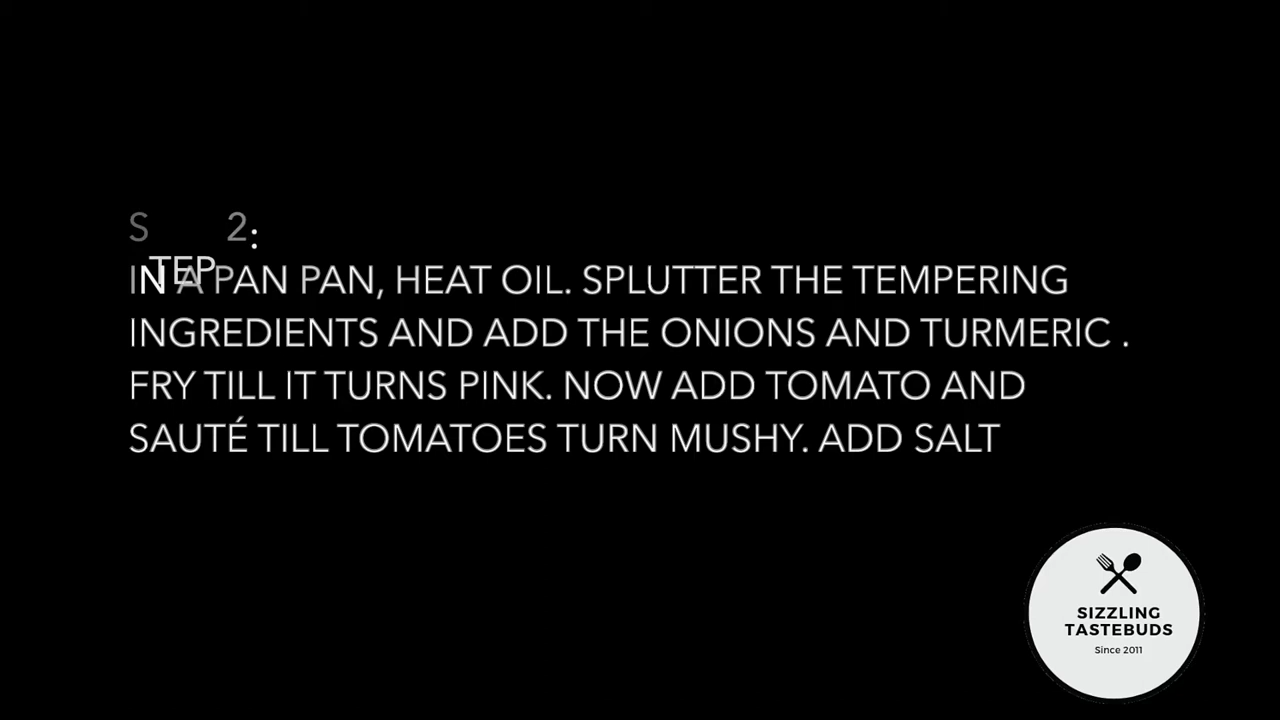 STEP 2:
IN A PAN PAN, HEAT OIL. SPLUTTER THE TEMPERING
INGREDIENTS AND ADD THE ONIONS AND TURMERIC .
FRY TILL IT TURNS PINK. NOW ADD TOMATO AND
SAUTÉ TILL TOMATOES TURN MUSHY. ADD SALT
SIZZLING
TASTEBUDS
Since 2011